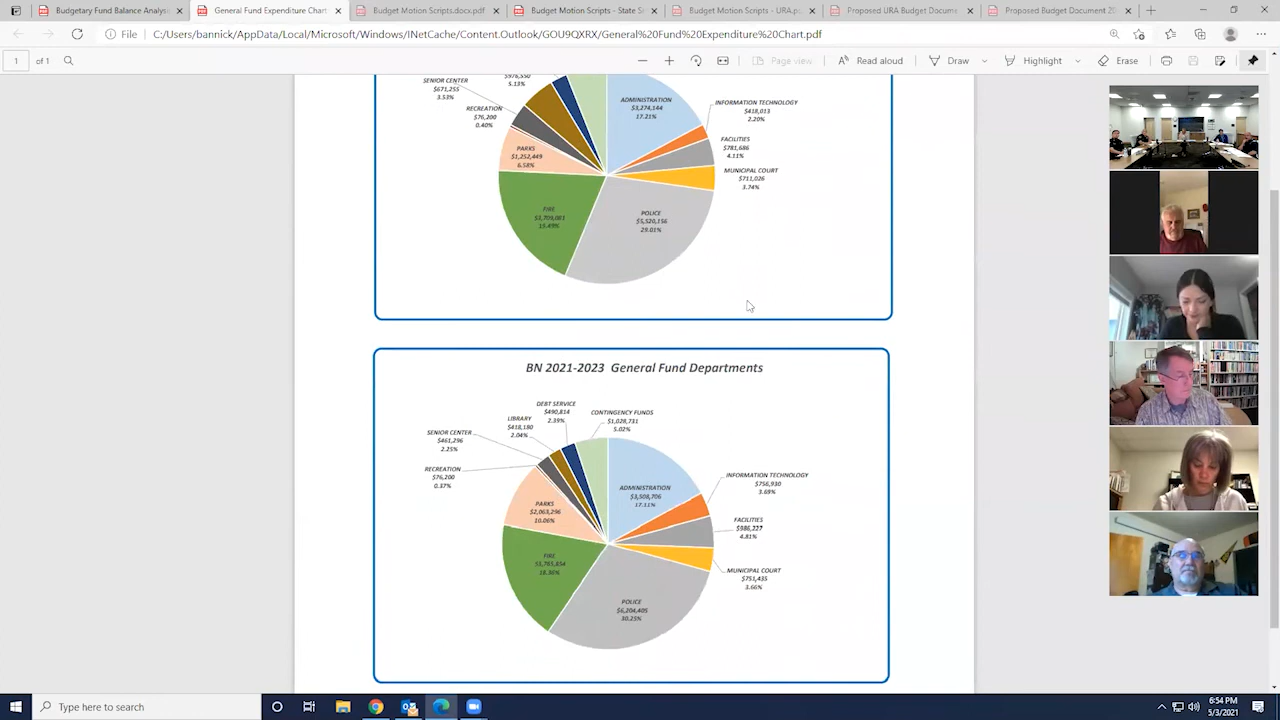 Budgetary Fund Balance Analys
General Fund Expenditure Chart
Budget Motion Scripts.docx.pdf
Budget Motion Scripts - State S
Budget Motion Scripts - URA.p
Proposed URA Budget Docume
Proposed Budget Document 20
File
C:/Users/bannick/AppData/Local/Microsoft/Windows/INetCache/Content.Outlook/GOU9QXRX/General%20Fund%20Expenditure%20Chart.pdf
1 of 1
Page view
Read aloud
Draw
Highlight
Erase
5.13%
SENIOR CENTER
$671,255
3.53%
RECREATION
$76,200
0.40%
PARKS
$1,252,449
6.58%
FIRE
ADMINISTRATION
$3,274,144
17.21%
INFORMATION TECHNOLOGY
$418,013
2.20%
FACILITIES
$781,686
4.11%
MUNICIPAL COURT
$711,026
3.74%
POLICE
$5,520,156
29.01%
BN 2021-2023 General Fund Departments
DEBT SERVICE
$490,814
2.39%
CONTINGENCY FUNDS
$1,028,731
5.02%
LIBRARY
$418,180
2.04%
SENIOR CENTER
$461,296
2.25%
RECREATION
$76,200
0.37%
PARKS
$2,063,296
10.06%
FIRE
18.36%
ADMINISTRATION
$3,508,706
17.11%
INFORMATION TECHNOLOGY
$756,930
3.69%
FACILITIES
$986,227
4.81%
MUNICIPAL COURT
$751,435
3.66%
POLICE
$6,204,405
30.25%
Type here to search
6:54 PM
5/3/2021